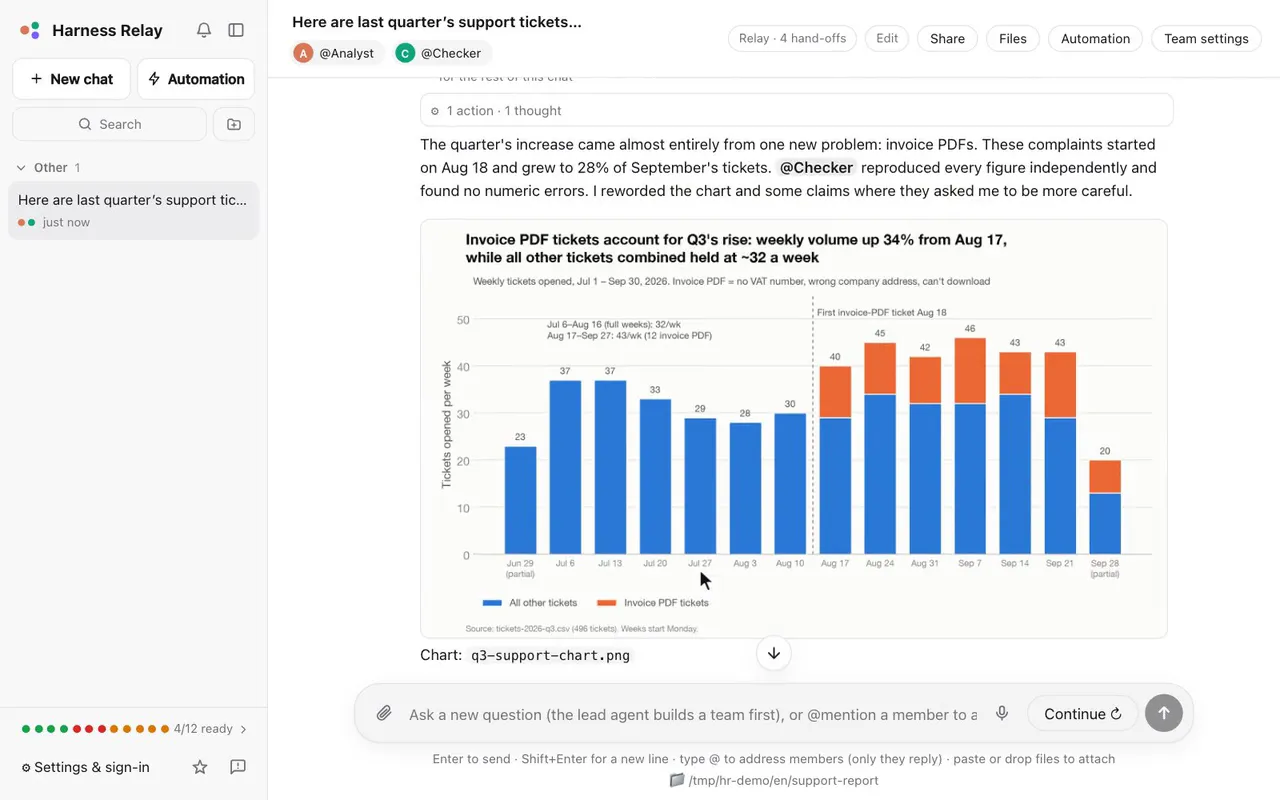 Harness Relay
+ New chat
Automation
Search
Other 1
Here are last quarter's support tic...
just now
4/12 ready
Settings & sign-in
Here are last quarter's support tickets...
A @Analyst
C @Checker
Relay · 4 hand-offs
Edit
Share
Files
Automation
Team settings
for the rest of this chat
1 action · 1 thought
The quarter's increase came almost entirely from one new problem: invoice PDFs. These complaints started
on Aug 18 and grew to 28% of September's tickets. @Checker reproduced every figure independently and
found no numeric errors. I reworded the chart and some claims where they asked me to be more careful.
Invoice PDF tickets account for Q3's rise: weekly volume up 34% from Aug 17,
while all other tickets combined held at ~32 a week
Weekly tickets opened, Jul 1 – Sep 30, 2026. Invoice PDF = no VAT number, wrong company address, can't download
First invoice-PDF ticket Aug 18
Jul 6–Aug 16 (full weeks): 32/wk
Aug 17–Sep 27: 43/wk (12 invoice PDF)
Tickets opened per week
50
40
30
20
10
0
23
37
37
33
29
28
30
40
45
42
46
43
43
20
Jun 29
(partial)
Jul 6
Jul 13
Jul 20
Jul 27
Aug 3
Aug 10
Aug 17
Aug 24
Aug 31
Sep 7
Sep 14
Sep 21
Sep 28
(partial)
All other tickets
Invoice PDF tickets
Source: tickets-2026-q3.csv (496 tickets). Weeks start Monday.
Chart: q3-support-chart.png
Ask a new question (the lead agent builds a team first), or @mention a member to a
Continue
Enter to send · Shift+Enter for a new line · type @ to address members (only they reply) · paste or drop files to attach
/tmp/hr-demo/en/support-report